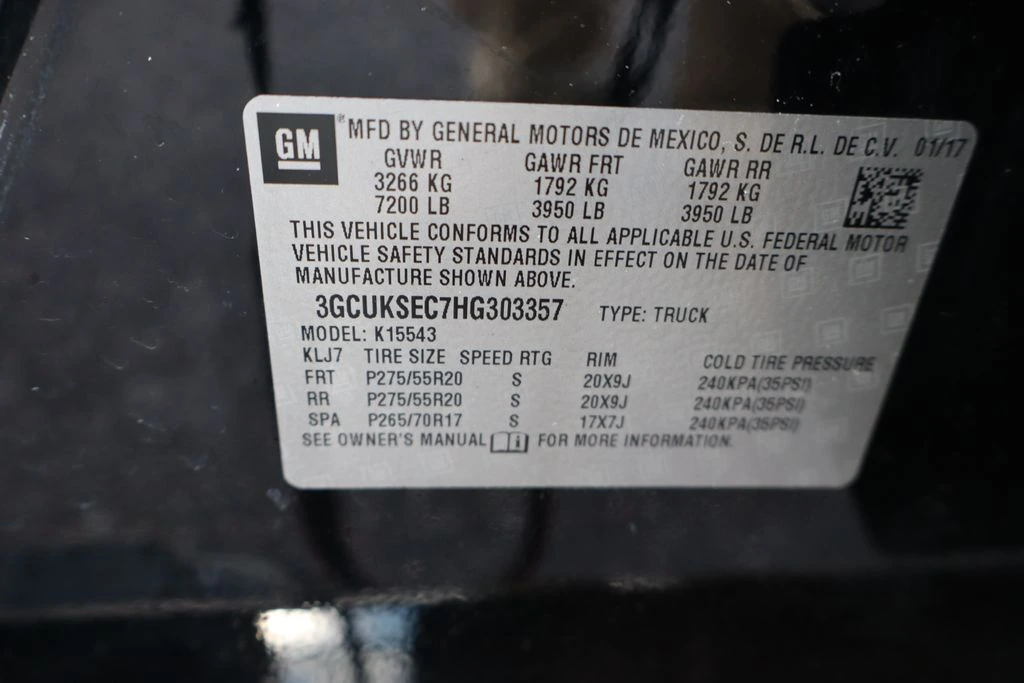 GM ® MFD BY GENERAL MOTORS DE MEXICO, S. DE R.L. DE C.V. 01/17
GVWR GAWR FRT GAWR RR
3266 KG 1792 KG 1792 KG
7200 LB 3950 LB 3950 LB
THIS VEHICLE CONFORMS TO ALL APPLICABLE U.S. FEDERAL MOTOR
VEHICLE SAFETY STANDARDS IN EFFECT ON THE DATE OF
MANUFACTURE SHOWN ABOVE.
3GCUKSEC7HG303357 TYPE: TRUCK
MODEL: K15543
KLJ7 TIRE SIZE SPEED RTG RIM COLD TIRE PRESSURE
FRT P275/55R20 S 20X9J 240KPA(35PSI)
RR P275/55R20 S 20X9J 240KPA(35PSI)
SPA P265/70R17 S 17X7J 240KPA(35PSI)
SEE OWNER'S MANUAL i FOR MORE INFORMATION.